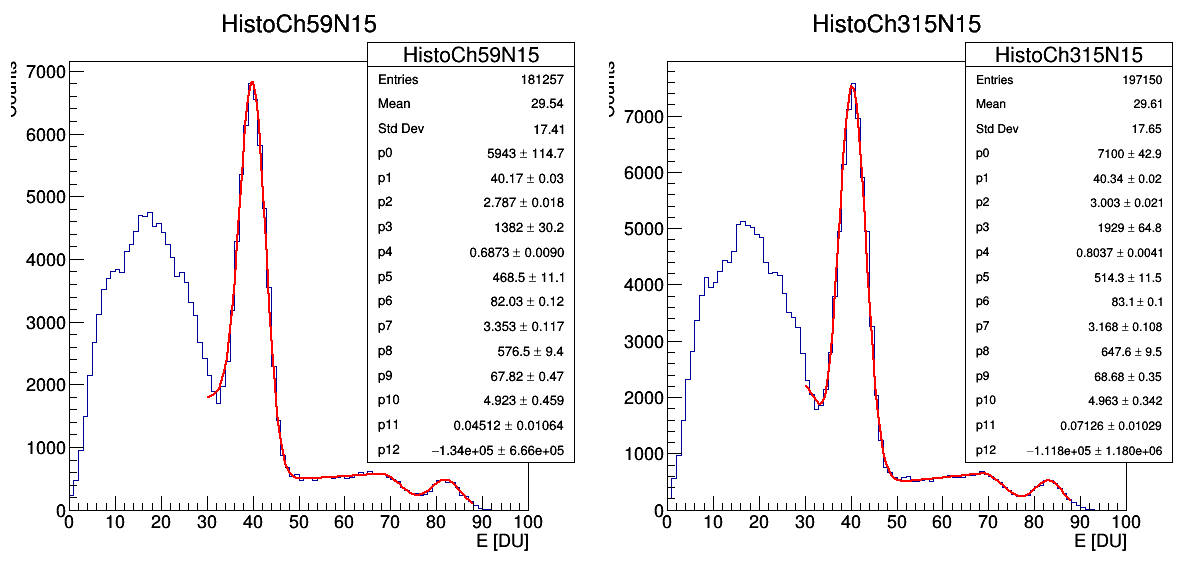 HistoCh59N15
HistoCh59N15
Entries 181257
Mean 29.54
Std Dev 17.41
p0 5943 ± 114.7
p1 40.17 ± 0.03
p2 2.787 ± 0.018
p3 1382 ± 30.2
p4 0.6873 ± 0.0090
p5 468.5 ± 11.1
p6 82.03 ± 0.12
p7 3.353 ± 0.117
p8 576.5 ± 9.4
p9 67.82 ± 0.47
p10 4.923 ± 0.459
p11 0.04512 ± 0.01064
p12 −1.34e+05 ± 6.66e+05
7000
6000
5000
4000
3000
2000
1000
0
0 10 20 30 40 50 60 70 80 90 100
E [DU]
HistoCh315N15
HistoCh315N15
Entries 197150
Mean 29.61
Std Dev 17.65
p0 7100 ± 42.9
p1 40.34 ± 0.02
p2 3.003 ± 0.021
p3 1929 ± 64.8
p4 0.8037 ± 0.0041
p5 514.3 ± 11.5
p6 83.1 ± 0.1
p7 3.168 ± 0.108
p8 647.6 ± 9.5
p9 68.68 ± 0.35
p10 4.963 ± 0.342
p11 0.07126 ± 0.01029
p12 −1.118e+05 ± 1.180e+06
7000
6000
5000
4000
3000
2000
1000
0
0 10 20 30 40 50 60 70 80 90 100
E [DU]